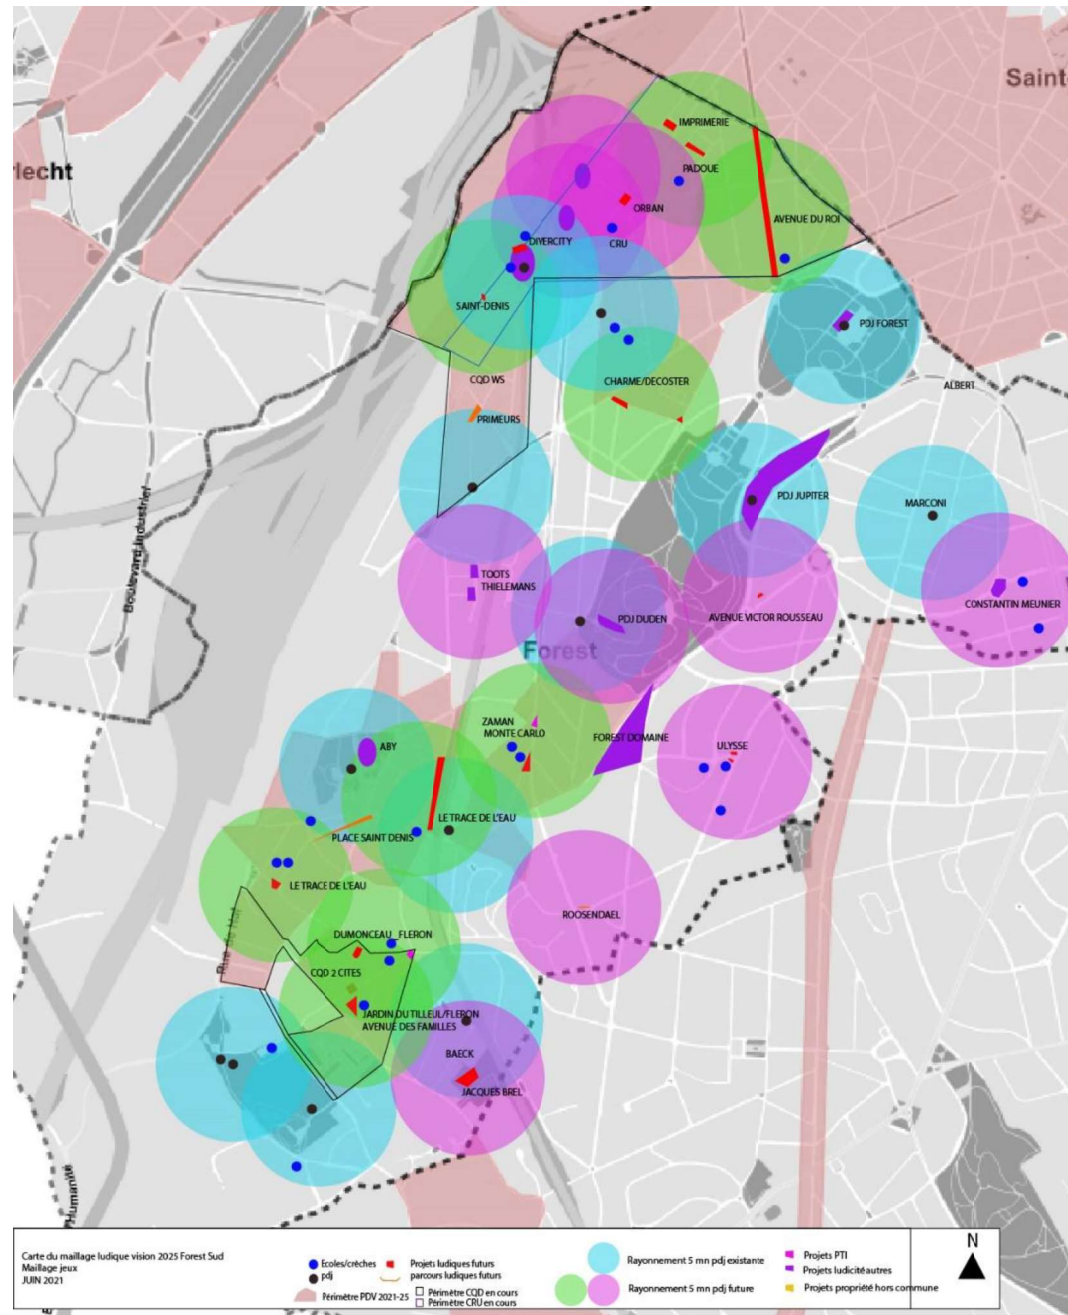 Saint-
lecht
IMPRIMERIE
PADOUE
ORBAN
AVENUE DU ROI
DIVERCITY
CRU
SAINT-DENIS
PDJ FOREST
CQD WS
CHARME/DECOSTER
ALBERT
PRIMEURS
Boulevard Industriel
PDJ JUPITER
MARCONI
TOOTS
THIELEMANS
PDJ DUDEN
AVENUE VICTOR ROUSSEAU
CONSTANTIN MEUNIER
Forest
ZAMAN
MONTE CARLO
FOREST DOMAINE
ULYSSE
ABY
LE TRACE DE L'EAU
PLACE SAINT DENIS
LE TRACE DE L'EAU
ROOSENDAEL
DUMONCEAU_FLERON
CQD 2 CITES
JARDIN DU TILLEUL/FLERON
AVENUE DES FAMILLES
BAECK
JACQUES BREL
Humanité
Carte du maillage ludique vision 2025 Forest Sud
Maillage jeux
JUIN 2021
Ecoles/crèches
pdj
Périmètre PDV 2021-25
Projets ludiques futurs
parcours ludiques futurs
Périmètre CQD en cours
Périmètre CRU en cours
Rayonnement 5 mn pdj existante
Rayonnement 5 mn pdj future
Projets PTI
Projets ludicitéautres
Projets propriété hors commune
N